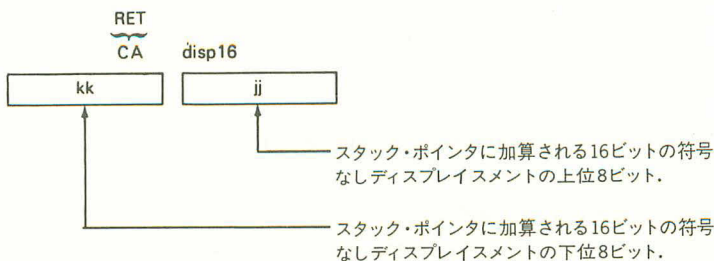 RET
CA disp16
kk jj
スタック・ポインタに加算される16ビットの符号
なしディスプレイスメントの上位8ビット.
スタック・ポインタに加算される16ビットの符号
なしディスプレイスメントの下位8ビット.